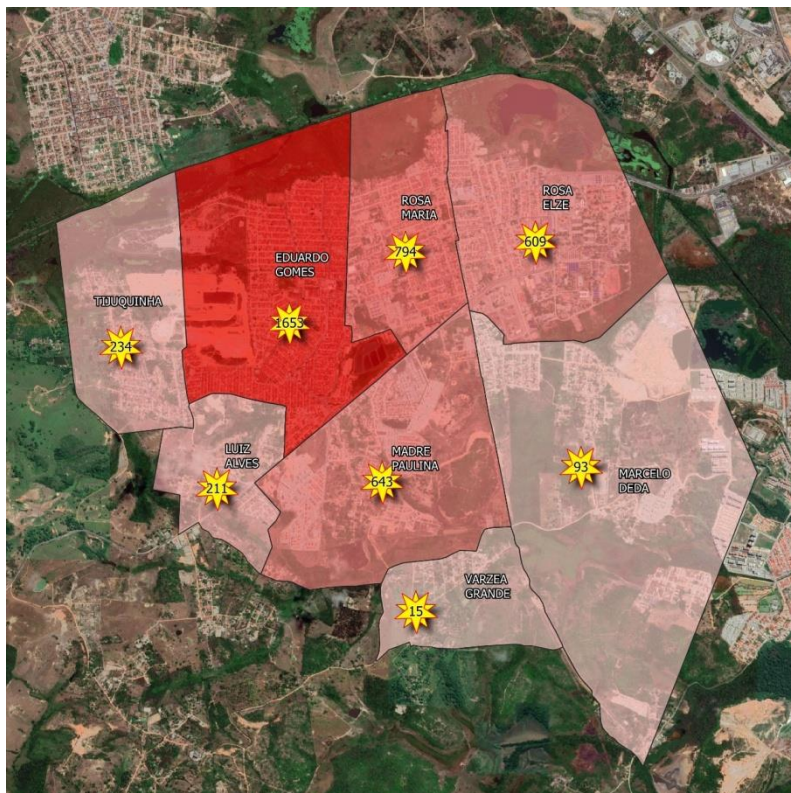 ROSA
MARIA
794
ROSA
ELZE
609
EDUARDO
GOMES
1653
TIJUQUINHA
234
LUIZ
ALVES
211
MADRE
PAULINA
643
MARCELO
DEDA
93
VARZEA
GRANDE
15